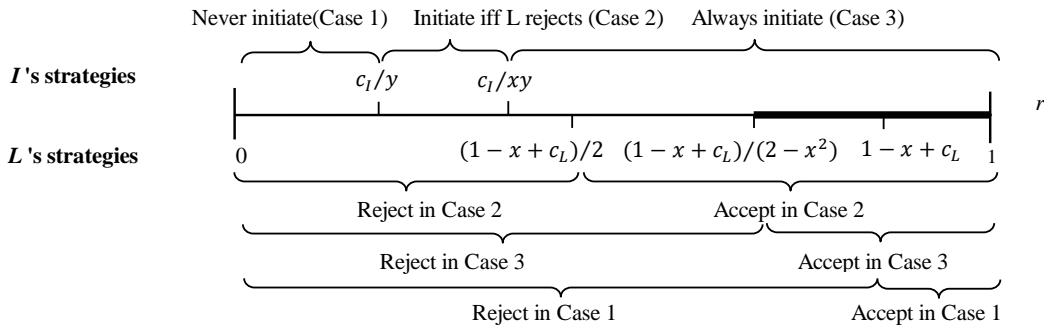 Never initiate(Case 1) Initiate iff L rejects (Case 2) Always initiate (Case 3)
I's strategies
c_I/y c_I/xy
r
L's strategies
0 (1 − x + c_L)/2 (1 − x + c_L)/(2 − x²) 1 − x + c_L 1
Reject in Case 2 Accept in Case 2
Reject in Case 3 Accept in Case 3
Reject in Case 1 Accept in Case 1